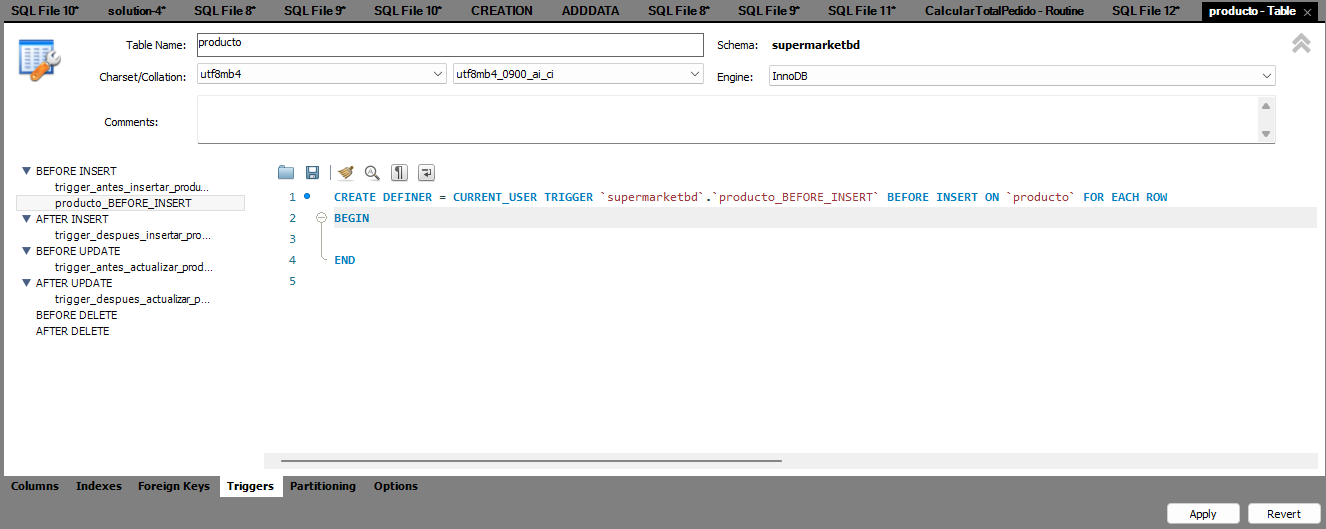 SQL File 10* solution-4* SQL File 8* SQL File 9* SQL File 10* CREATION ADDDATA SQL File 8* SQL File 9* SQL File 11* CalcularTotalPedido - Routine SQL File 12* producto - Table
Table Name: producto Schema: supermarketbd
Charset/Collation: utf8mb4 utf8mb4_0900_ai_ci Engine: InnoDB
Comments:
BEFORE INSERT
trigger_antes_insertar_produ...
producto_BEFORE_INSERT
AFTER INSERT
trigger_despues_insertar_pro...
BEFORE UPDATE
trigger_antes_actualizar_prod...
AFTER UPDATE
trigger_despues_actualizar_p...
BEFORE DELETE
AFTER DELETE
1 CREATE DEFINER = CURRENT_USER TRIGGER `supermarketbd`.`producto_BEFORE_INSERT` BEFORE INSERT ON `producto` FOR EACH ROW
2 BEGIN
3
4 END
5
Columns Indexes Foreign Keys Triggers Partitioning Options
Apply Revert